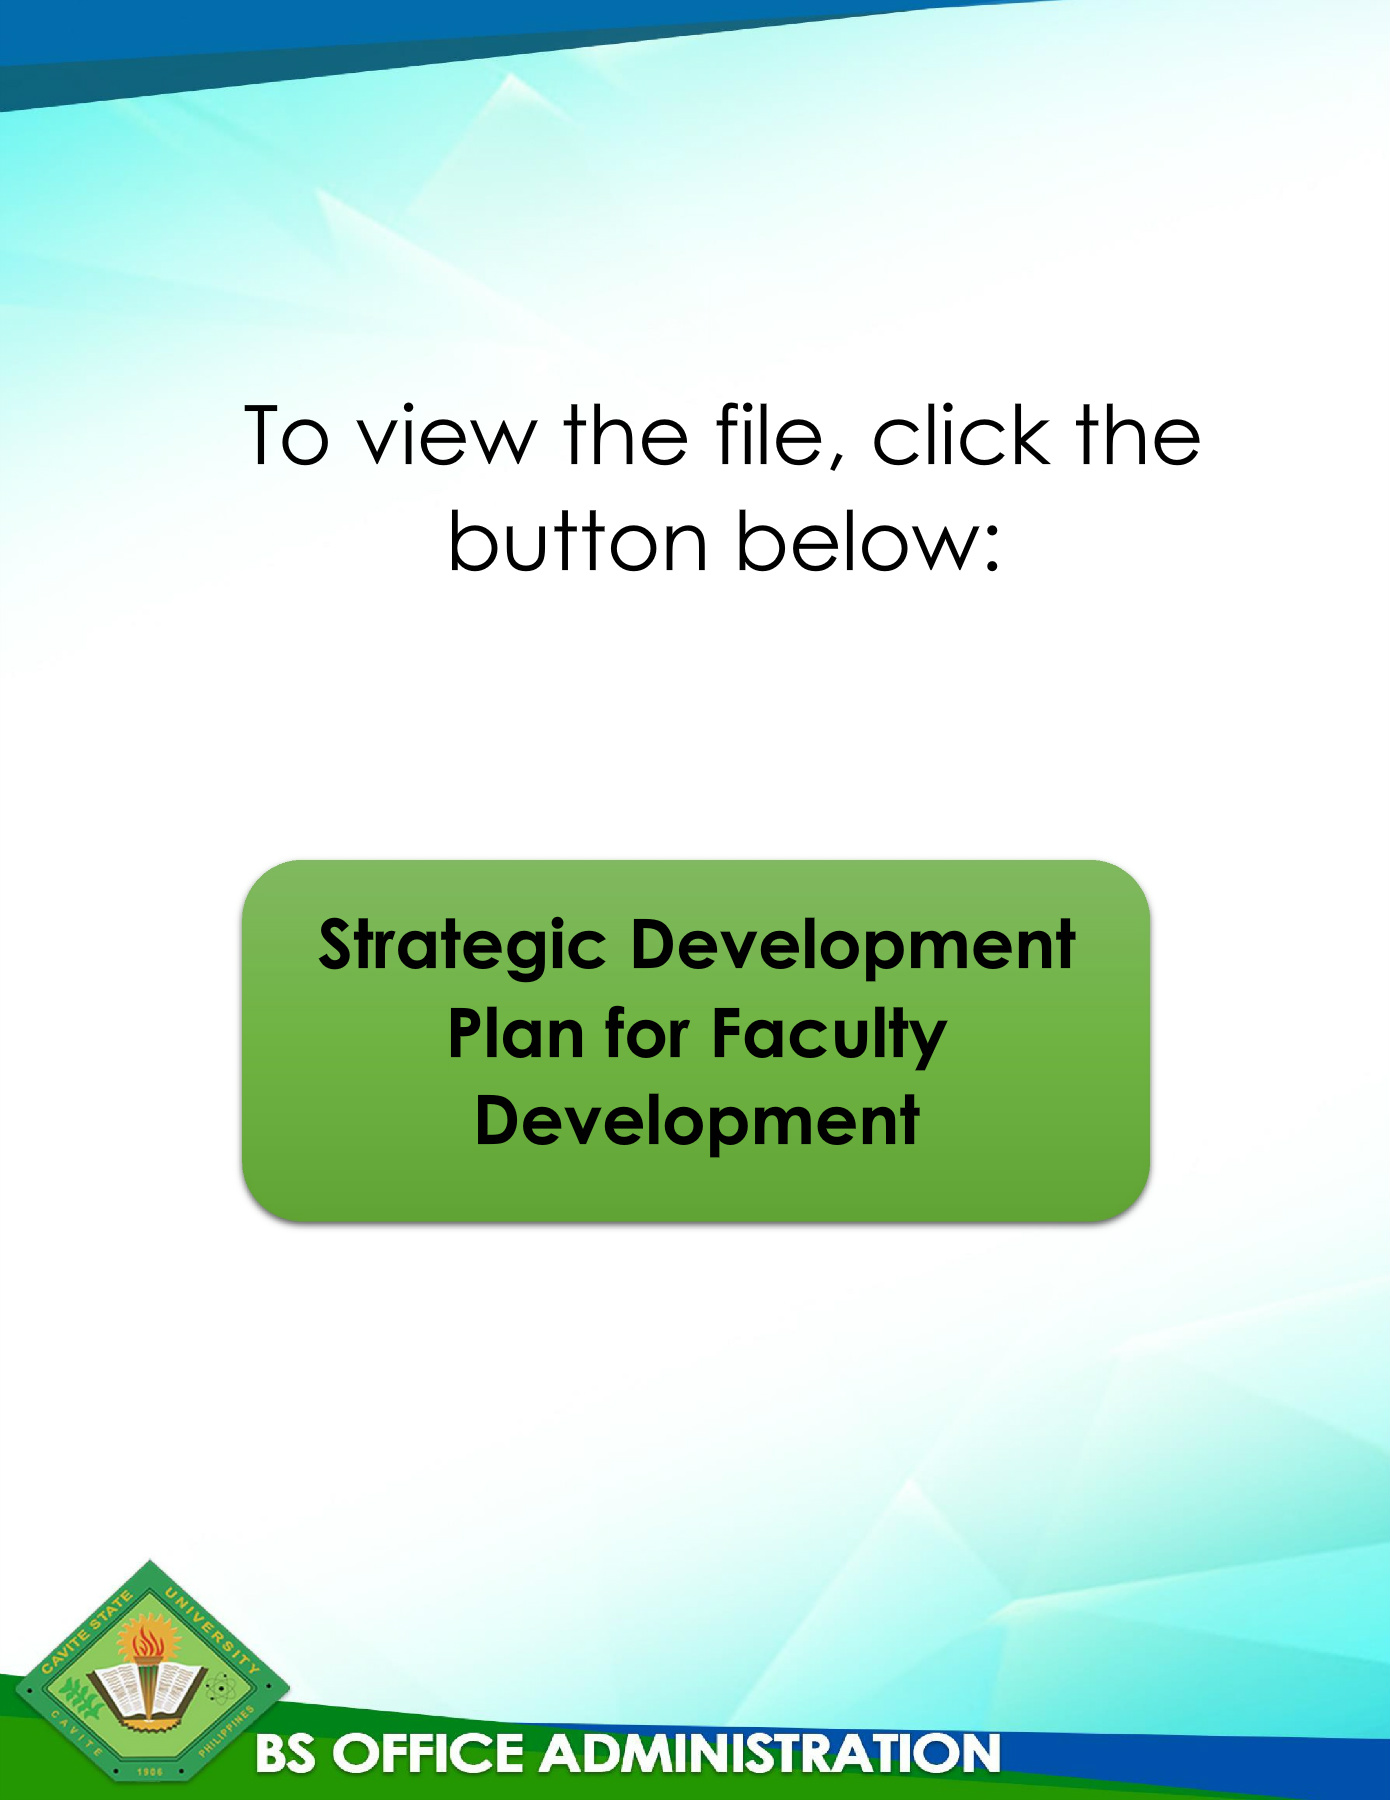 To view the file, click the
button below:
Strategic Development
Plan for Faculty
Development
CAVITE STATE UNIVERSITY
CAVITE PHILIPPINES
1906
BS OFFICE ADMINISTRATION